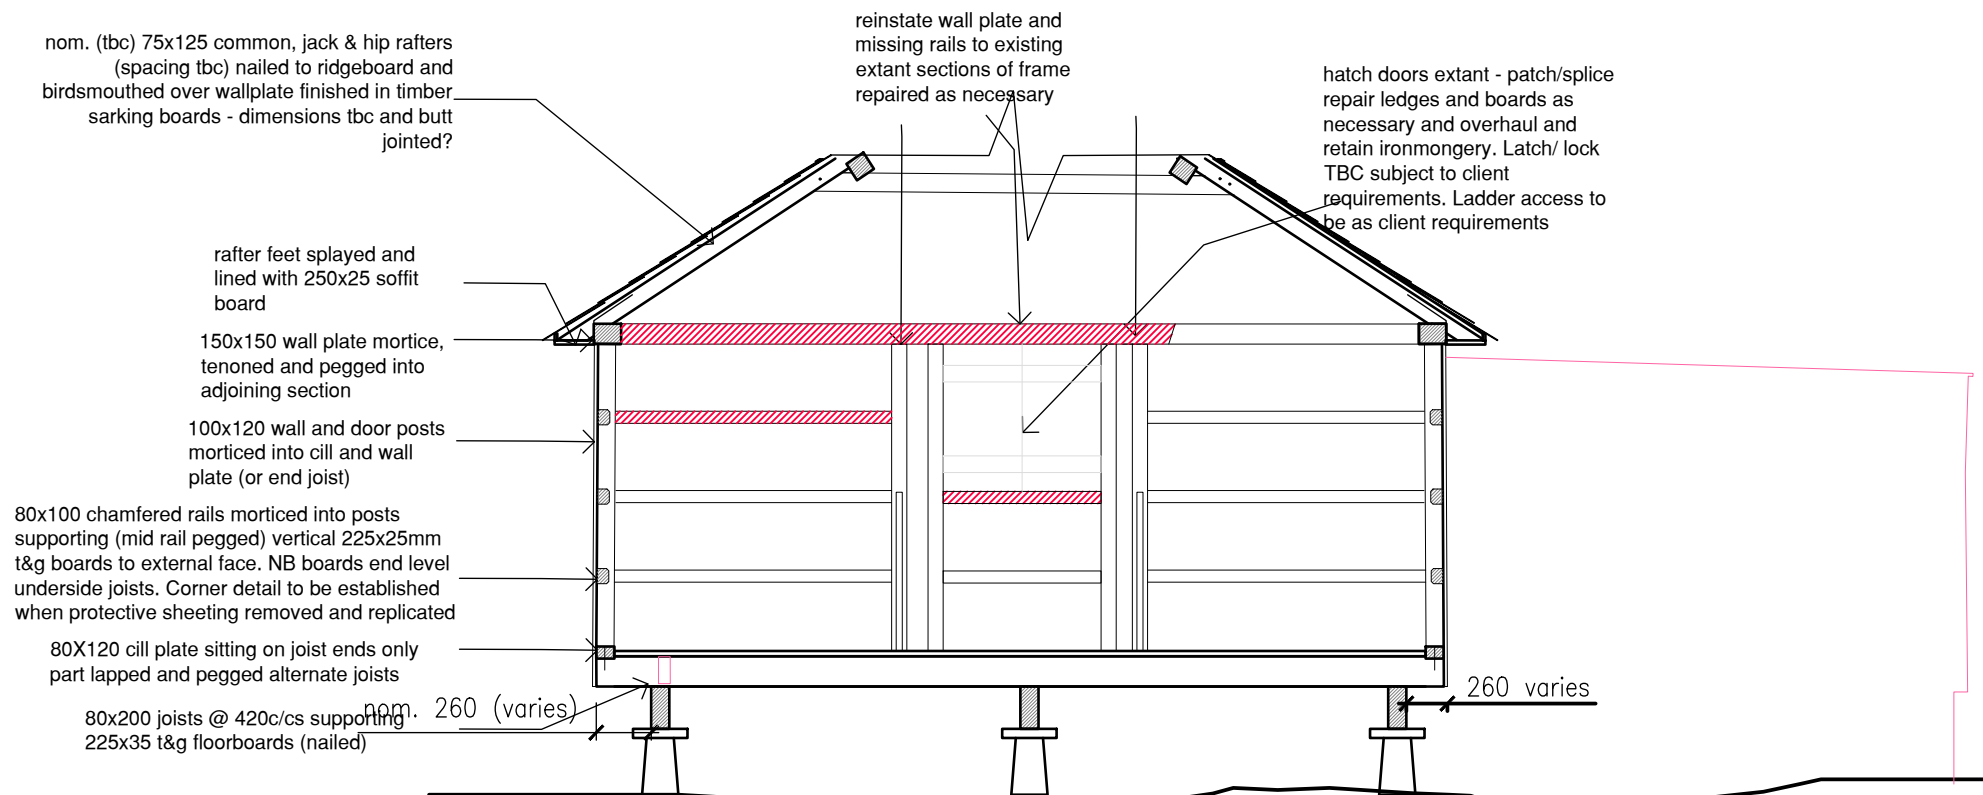 nom. (tbc) 75x125 common, jack & hip rafters
(spacing tbc) nailed to ridgeboard and
birdsmouthed over wallplate finished in timber
sarking boards - dimensions tbc and butt
jointed?
reinstate wall plate and
missing rails to existing
extant sections of frame
repaired as necessary
hatch doors extant - patch/splice
repair ledges and boards as
necessary and overhaul and
retain ironmongery. Latch/ lock
TBC subject to client
requirements. Ladder access to
be as client requirements
rafter feet splayed and
lined with 250x25 soffit
board
150x150 wall plate mortice,
tenoned and pegged into
adjoining section
100x120 wall and door posts
morticed into cill and wall
plate (or end joist)
80x100 chamfered rails morticed into posts
supporting (mid rail pegged) vertical 225x25mm
t&g boards to external face. NB boards end level
underside joists. Corner detail to be established
when protective sheeting removed and replicated
80X120 cill plate sitting on joist ends only
part lapped and pegged alternate joists
80x200 joists @ 420c/cs supporting
225x35 t&g floorboards (nailed)
nom. 260 (varies)
260 varies